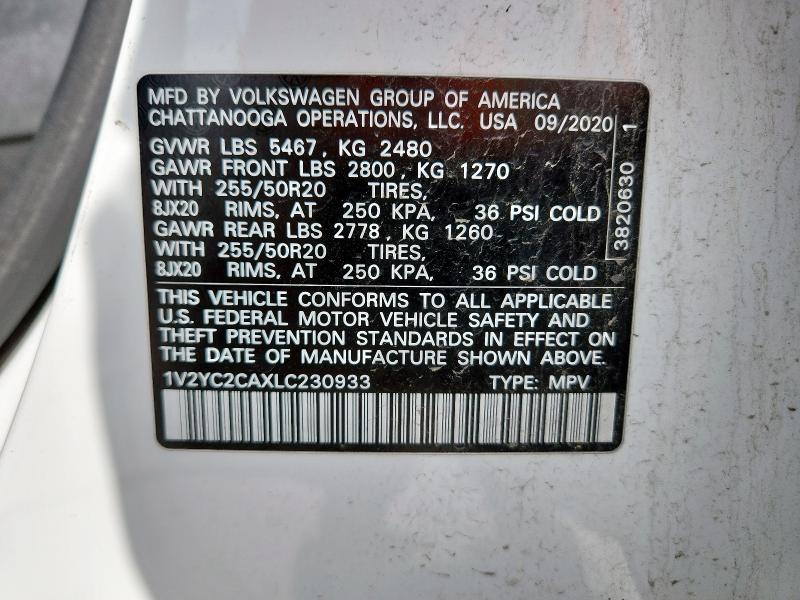 MFD BY VOLKSWAGEN GROUP OF AMERICA
CHATTANOOGA OPERATIONS, LLC. USA 09/2020
GVWR LBS 5467, KG 2480
GAWR FRONT LBS 2800, KG 1270
WITH 255/50R20 TIRES,
8JX20 RIMS, AT 250 KPA, 36 PSI COLD
GAWR REAR LBS 2778, KG 1260
WITH 255/50R20 TIRES,
8JX20 RIMS, AT 250 KPA, 36 PSI COLD
3820630 1
THIS VEHICLE CONFORMS TO ALL APPLICABLE
U.S. FEDERAL MOTOR VEHICLE SAFETY AND
THEFT PREVENTION STANDARDS IN EFFECT ON
THE DATE OF MANUFACTURE SHOWN ABOVE.
1V2YC2CAXLC230933 TYPE: MPV